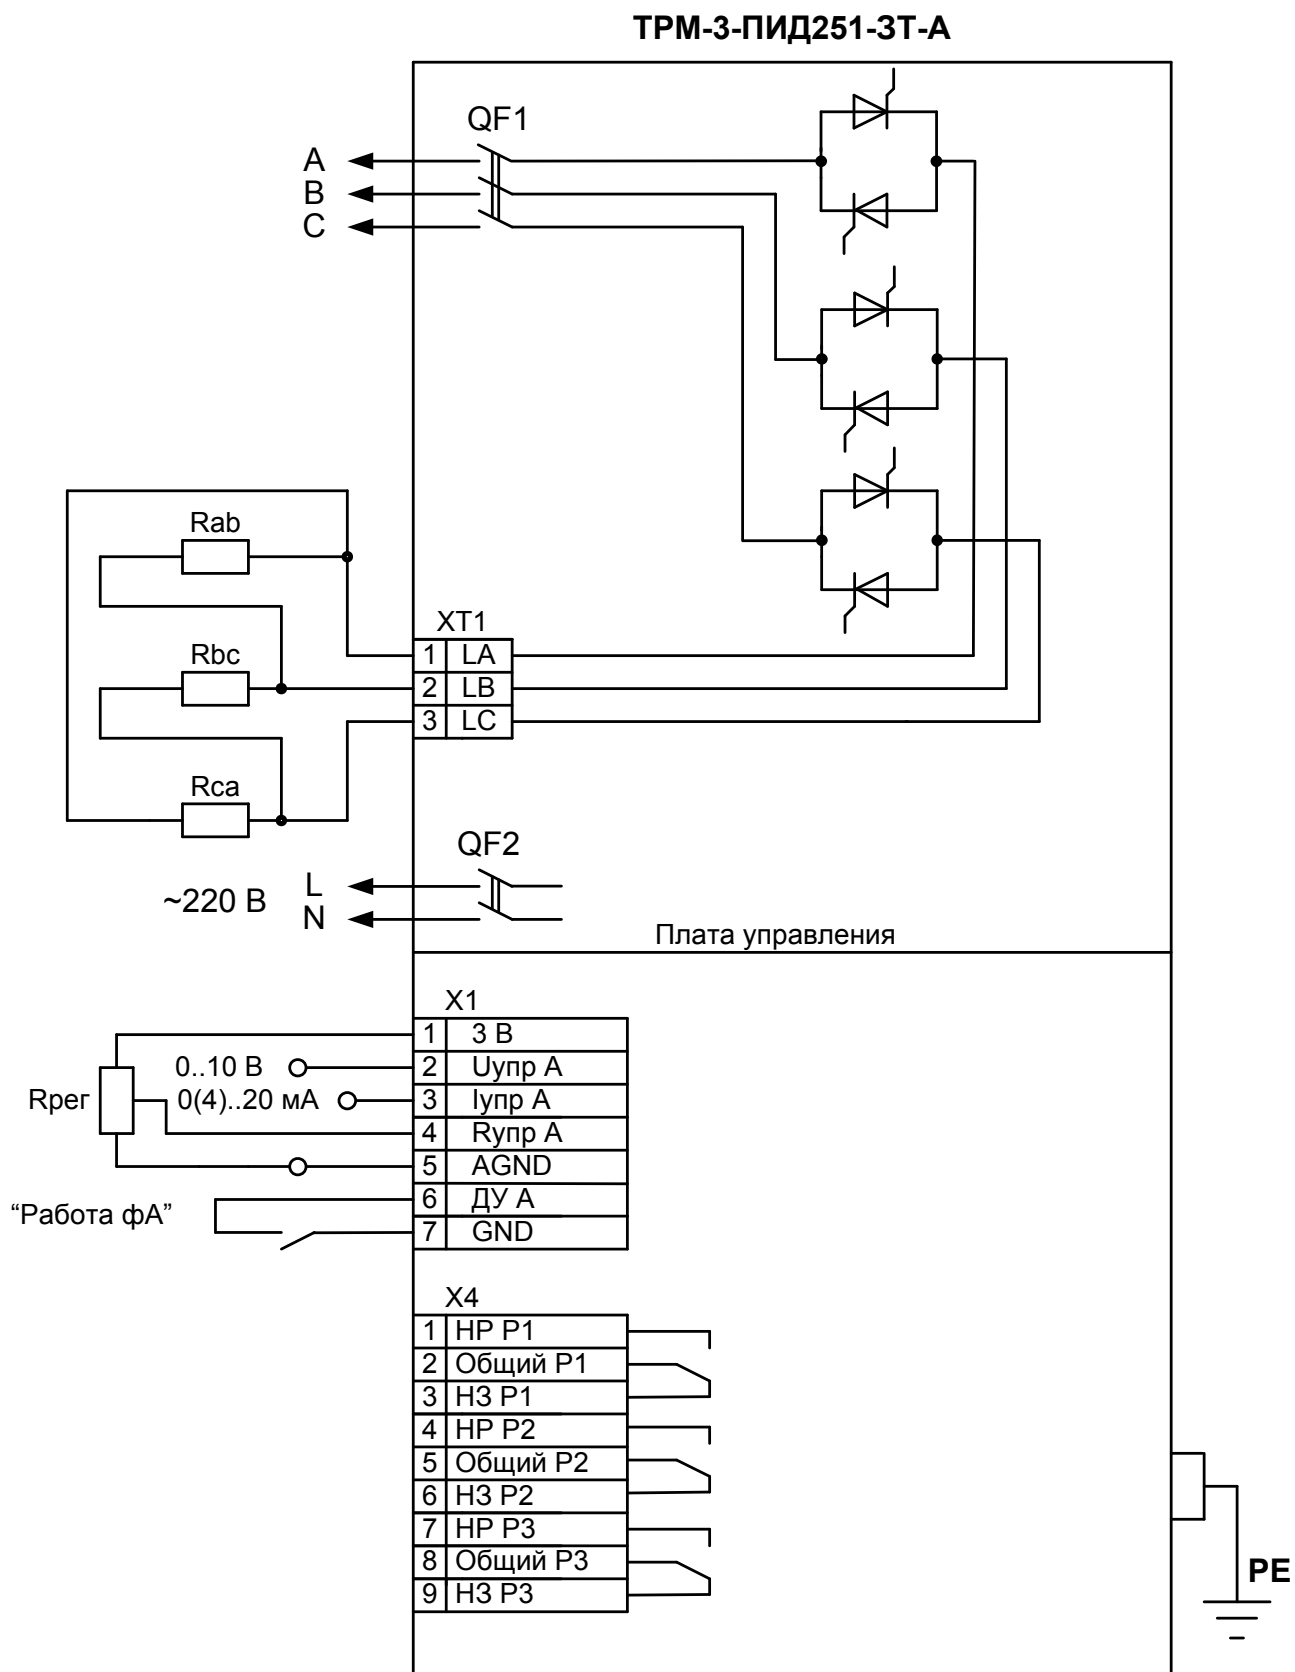 ТРМ-3-ПИД251-ЗТ-А
QF1
A
B
C
Rab
Rbc
Rca
XT1
1 LA
2 LB
3 LC
QF2
~220 В
L
N
Плата управления
X1
1 3 В
0..10 В 2 Uупр А
Rрег 0(4)..20 мА 3 Iупр А
4 Rупр А
5 AGND
“Работа фА” 6 ДУ А
7 GND
X4
1 НР Р1
2 Общий Р1
3 НЗ Р1
4 НР Р2
5 Общий Р2
6 НЗ Р2
7 НР Р3
8 Общий Р3
9 НЗ Р3
PE